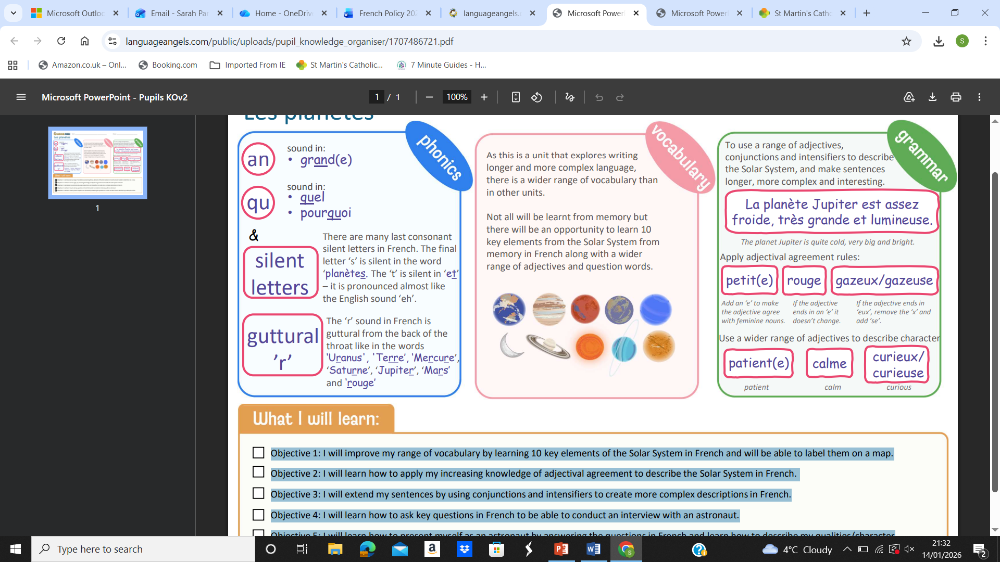 Microsoft Outloo
Email - Sarah Par
Home - OneDrive
French Policy 202
languageangels.c
Microsoft Power
Microsoft Power
St Martin's Catho
languageangels.com/public/uploads/pupil_knowledge_organiser/1707486721.pdf
S
Amazon.co.uk – Onl...
Booking.com
Imported From IE
St Martin's Catholic...
7 Minute Guides - H...
Microsoft PowerPoint - Pupils KOv2
1 / 1
100%
1
Les planètes
phonics
an
sound in:
• grand(e)
qu
sound in:
• quel
• pourquoi
&
silent
letters
There are many last consonant
silent letters in French. The final
letter ‘s’ is silent in the word
‘planètes. The ‘t’ is silent in ‘et’
– it is pronounced almost like
the English sound ‘eh’.
guttural
’r’
The ‘r’ sound in French is
guttural from the back of the
throat like in the words
‘Uranus', 'Terre’, ‘Mercure’,
‘Saturne’, ‘Jupiter’, ‘Mars’
and ‘rouge’
vocabulary
As this is a unit that explores writing
longer and more complex language,
there is a wider range of vocabulary than
in other units.
Not all will be learnt from memory but
there will be an opportunity to learn 10
key elements from the Solar System from
memory in French along with a wider
range of adjectives and question words.
grammar
To use a range of adjectives,
conjunctions and intensifiers to describe
the Solar System, and make sentences
longer, more complex and interesting.
La planète Jupiter est assez
froide, très grande et lumineuse.
The planet Jupiter is quite cold, very big and bright.
Apply adjectival agreement rules:
petit(e)
rouge
gazeux/gazeuse
Add an ‘e’ to make
the adjective agree
with feminine nouns.
If the adjective
ends in an ‘e’ it
doesn’t change.
If the adjective ends in
‘eux’, remove the ‘x’ and
add ‘se’.
Use a wider range of adjectives to describe character
patient(e)
calme
curieux/
curieuse
patient
calm
curious
What I will learn:
Objective 1: I will improve my range of vocabulary by learning 10 key elements of the Solar System in French and will be able to label them on a map.
Objective 2: I will learn how to apply my increasing knowledge of adjectival agreement to describe the Solar System in French.
Objective 3: I will extend my sentences by using conjunctions and intensifiers to create more complex descriptions in French.
Objective 4: I will learn how to ask key questions in French to be able to conduct an interview with an astronaut.
Objective 5: I will learn how to present myself as an astronaut by answering the questions in French and learn how to describe my qualities/character
Type here to search
4°C Cloudy
21:32
14/01/2026
2